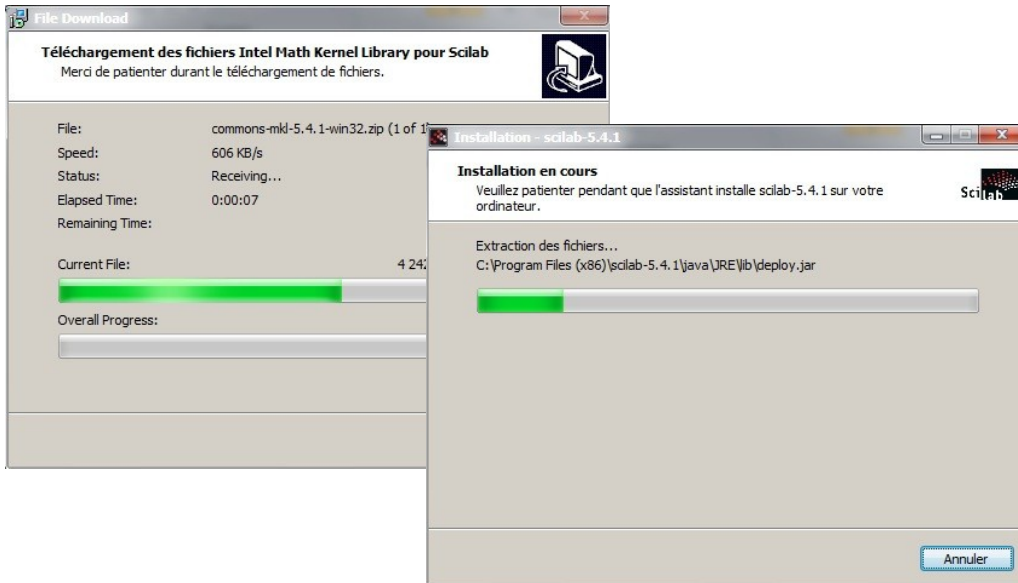 File Download
Téléchargement des fichiers Intel Math Kernel Library pour Scilab
Merci de patienter durant le téléchargement de fichiers.
File: commons-mkl-5.4.1-win32.zip (1 of 1
Speed: 606 KB/s
Status: Receiving...
Elapsed Time: 0:00:07
Remaining Time:
Current File: 4 242
Overall Progress:
Installation - scilab-5.4.1
Installation en cours
Veuillez patienter pendant que l'assistant installe scilab-5.4.1 sur votre
ordinateur.
Scilab
Extraction des fichiers...
C:\Program Files (x86)\scilab-5.4.1\java\JRE\lib\deploy.jar
Annuler